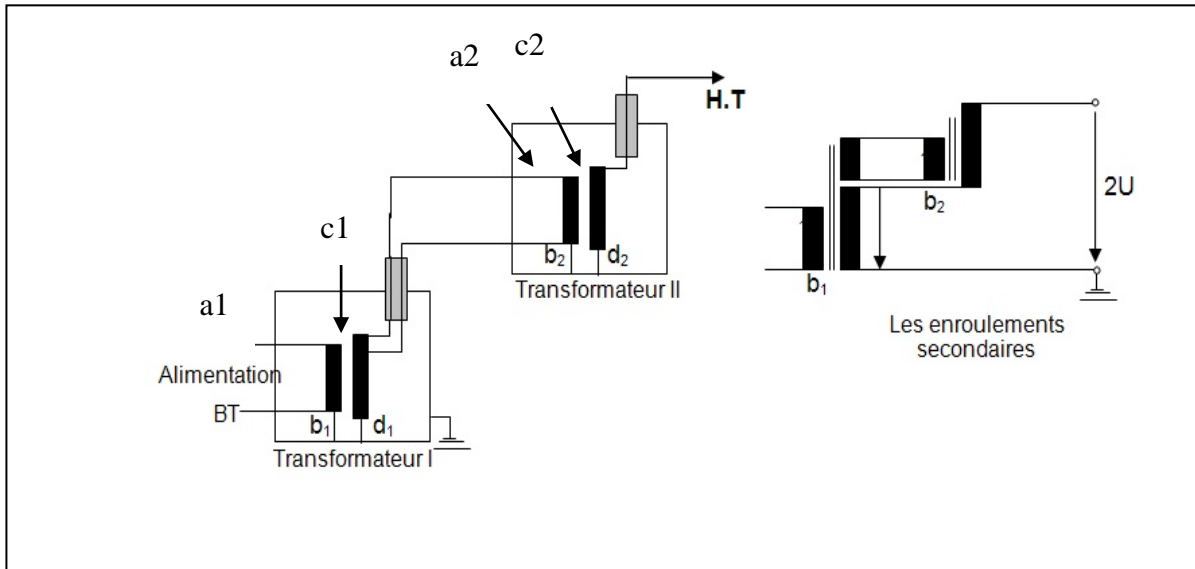 a2
c2
H.T
b₂
d₂
Transformateur II
c1
a1
Alimentation
BT
b₁
d₁
Transformateur I
b₂
2U
b₁
Les enroulements
secondaires